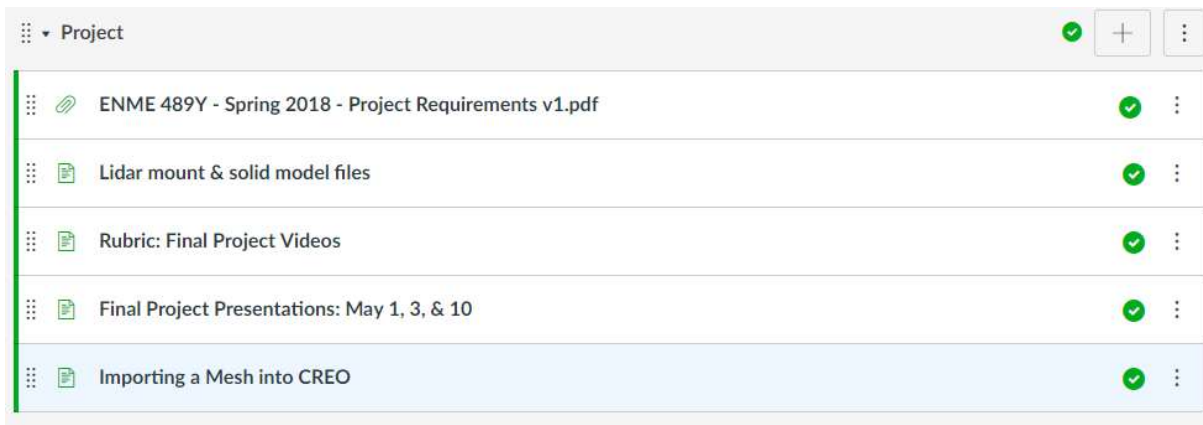 Project
ENME 489Y - Spring 2018 - Project Requirements v1.pdf
Lidar mount & solid model files
Rubric: Final Project Videos
Final Project Presentations: May 1, 3, & 10
Importing a Mesh into CREO